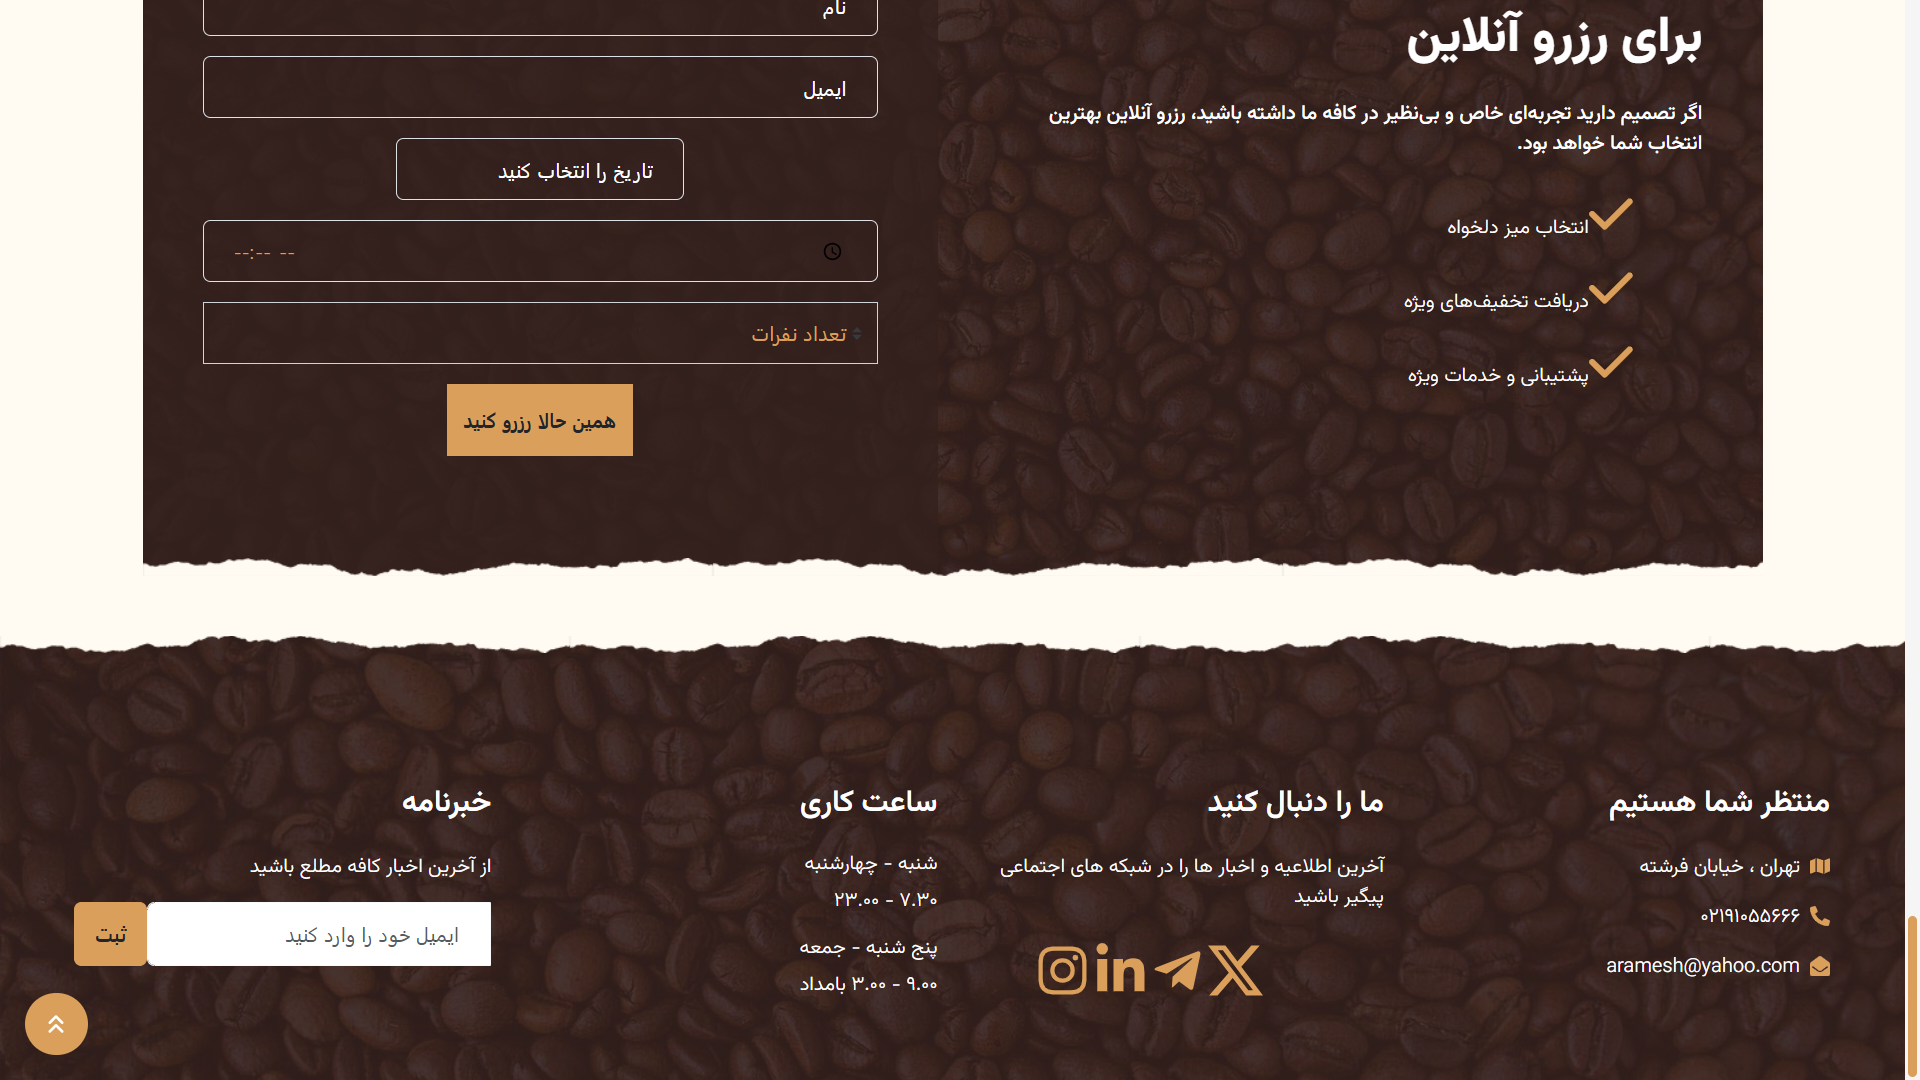 برای رزرو آنلاین
اگر تصمیم دارید تجربه‌ای خاص و بی‌نظیر در کافه ما داشته باشید، رزرو آنلاین بهترین
انتخاب شما خواهد بود.
انتخاب میز دلخواه
دریافت تخفیف‌های ویژه
پشتیبانی و خدمات ویژه
نام
ایمیل
تاریخ را انتخاب کنید
--:-- --
تعداد نفرات
همین حالا رزرو کنید
منتظر شما هستیم
تهران ، خیابان فرشته
۰۲۱۹۱۰۵۵۶۶۶
aramesh@yahoo.com
ما را دنبال کنید
آخرین اطلاعیه و اخبار ها را در شبکه های اجتماعی
پیگیر باشید
ساعت کاری
شنبه - چهارشنبه
۷.۳۰ - ۲۳.۰۰
پنج شنبه - جمعه
۹.۰۰ - ۳.۰۰ بامداد
خبرنامه
از آخرین اخبار کافه مطلع باشید
ایمیل خود را وارد کنید
ثبت